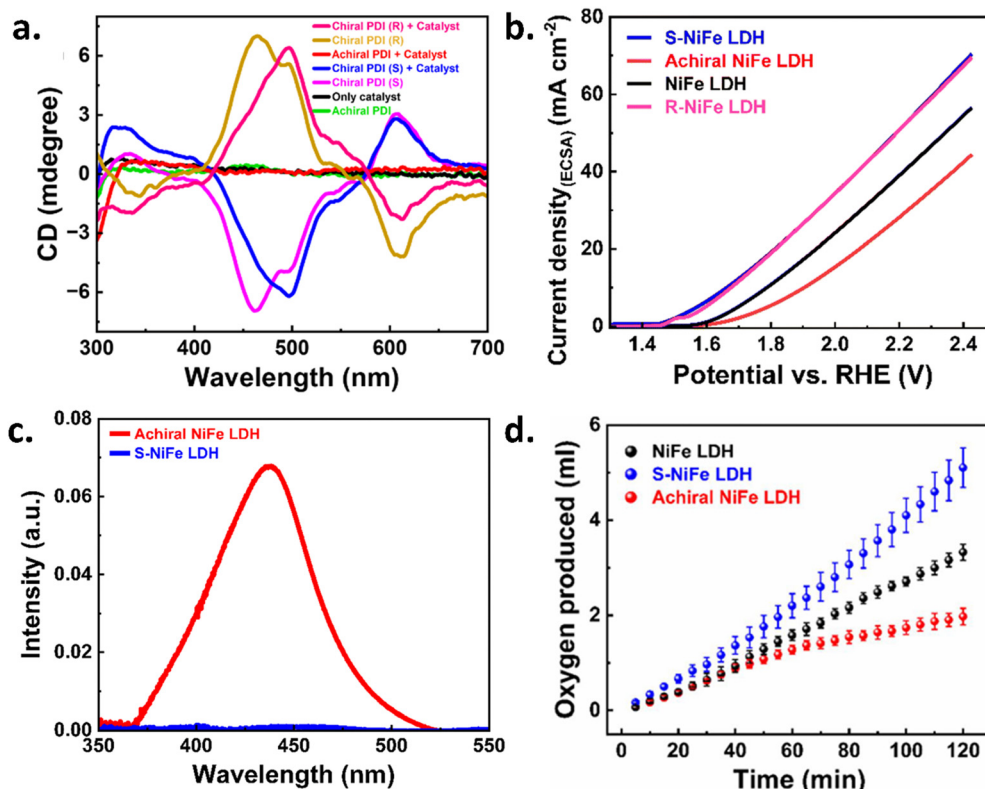 a.
Chiral PDI (R) + Catalyst
Chiral PDI (R)
Achiral PDI + Catalyst
Chiral PDI (S) + Catalyst
Chiral PDI (S)
Only catalyst
Achiral PDI
CD (mdegree)
6
3
0
-3
-6
300 400 500 600 700
Wavelength (nm)
b.
S-NiFe LDH
Achiral NiFe LDH
NiFe LDH
R-NiFe LDH
Current density(ECSA) (mA cm-2)
80
60
40
20
0
1.4 1.6 1.8 2.0 2.2 2.4
Potential vs. RHE (V)
c.
Achiral NiFe LDH
S-NiFe LDH
Intensity (a.u.)
0.08
0.06
0.04
0.02
0.00
350 400 450 500 550
Wavelength (nm)
d.
NiFe LDH
S-NiFe LDH
Achiral NiFe LDH
Oxygen produced (ml)
6
4
2
0
0 20 40 60 80 100 120
Time (min)